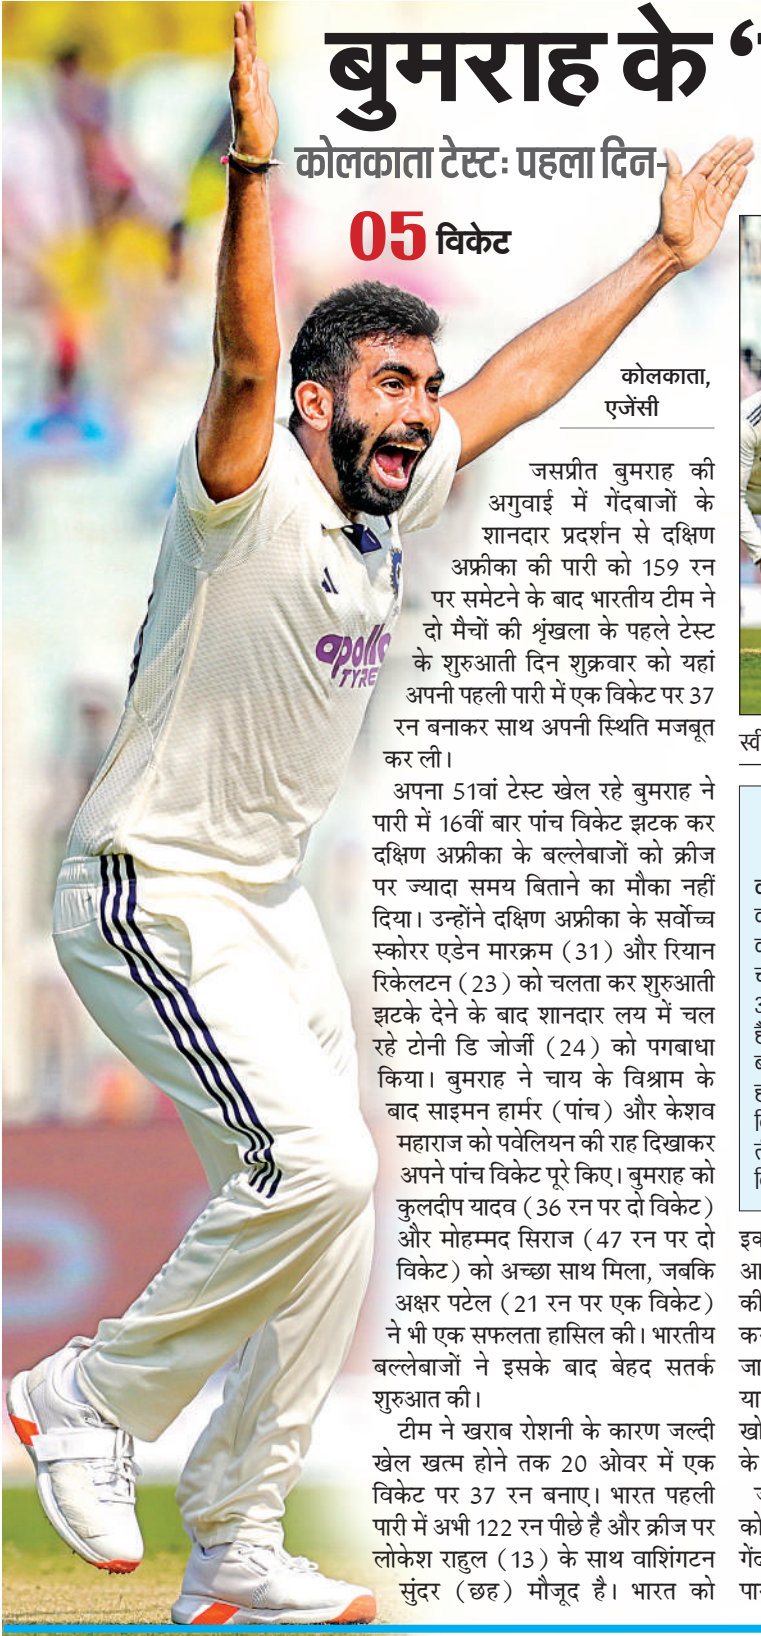 बुमराह के ‘
कोलकाता टेस्ट: पहला दिन-
05 विकेट
कोलकाता,
एजेंसी
जसप्रीत बुमराह की
अगुवाई में गेंदबाजों के
शानदार प्रदर्शन से दक्षिण
अफ्रीका की पारी को 159 रन
पर समेटने के बाद भारतीय टीम ने
दो मैचों की शृंखला के पहले टेस्ट
के शुरुआती दिन शुक्रवार को यहां
अपनी पहली पारी में एक विकेट पर 37
रन बनाकर साथ अपनी स्थिति मजबूत
कर ली।
अपना 51वां टेस्ट खेल रहे बुमराह ने
पारी में 16वीं बार पांच विकेट झटक कर
दक्षिण अफ्रीका के बल्लेबाजों को क्रीज
पर ज्यादा समय बिताने का मौका नहीं
दिया। उन्होंने दक्षिण अफ्रीका के सर्वोच्च
स्कोरर एडेन मारक्रम (31) और रियान
रिकेलटन (23) को चलता कर शुरुआती
झटके देने के बाद शानदार लय में चल
रहे टोनी डि जोर्जी (24) को पगबाधा
किया। बुमराह ने चाय के विश्राम के
बाद साइमन हार्मर (पांच) और केशव
महाराज को पवेलियन की राह दिखाकर
अपने पांच विकेट पूरे किए। बुमराह को
कुलदीप यादव (36 रन पर दो विकेट)
और मोहम्मद सिराज (47 रन पर दो
विकेट) को अच्छा साथ मिला, जबकि
अक्षर पटेल (21 रन पर एक विकेट)
ने भी एक सफलता हासिल की। भारतीय
बल्लेबाजों ने इसके बाद बेहद सतर्क
शुरुआत की।
टीम ने खराब रोशनी के कारण जल्दी
खेल खत्म होने तक 20 ओवर में एक
विकेट पर 37 रन बनाए। भारत पहली
पारी में अभी 122 रन पीछे है और क्रीज पर
लोकेश राहुल (13) के साथ वाशिंगटन
सुंदर (छह) मौजूद है। भारत को
apollo
TYRE